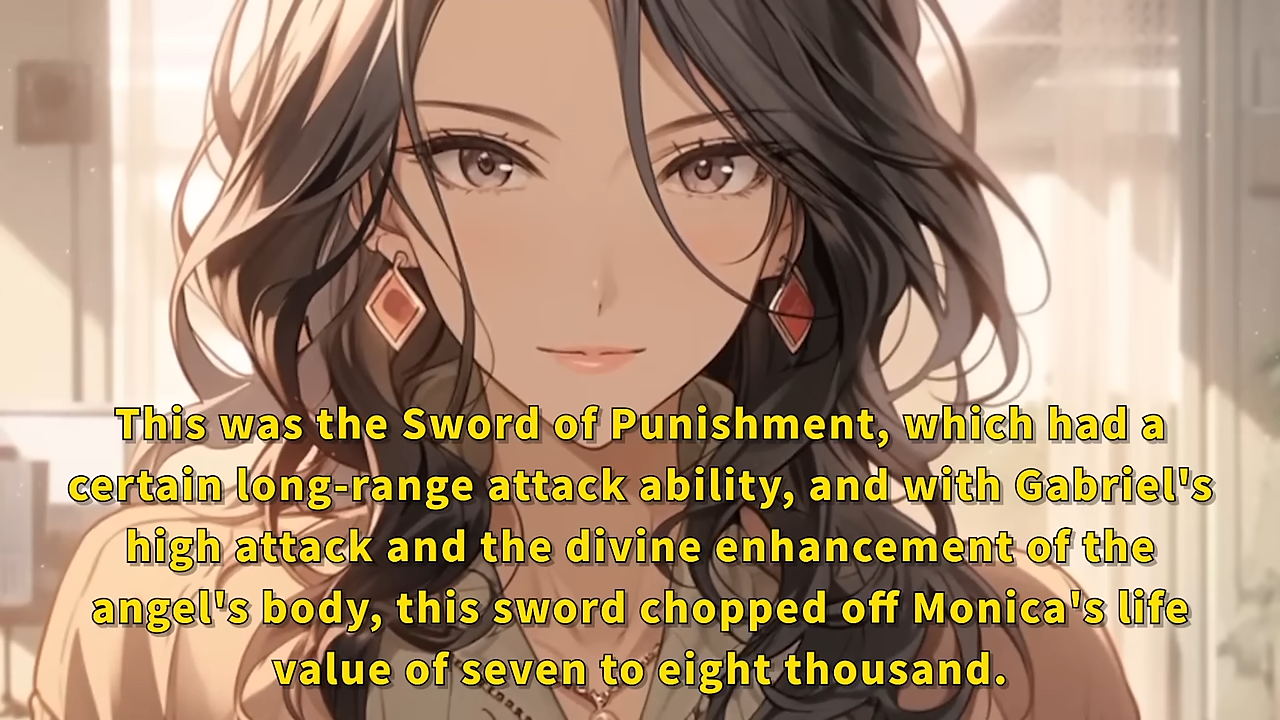 This was the Sword of Punishment, which had a
certain long-range attack ability, and with Gabriel's
high attack and the divine enhancement of the
angel's body, this sword chopped off Monica's life
value of seven to eight thousand.